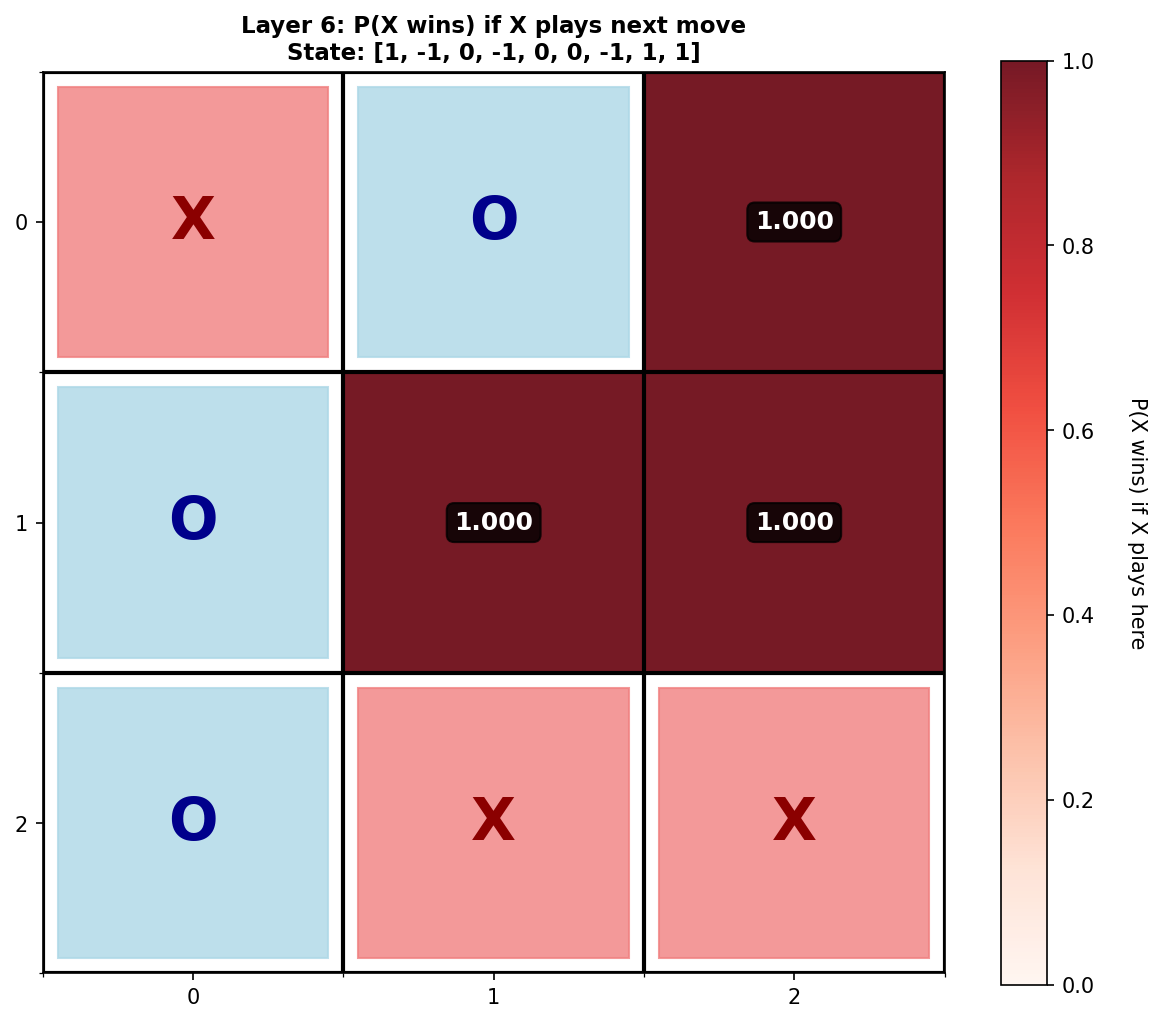 Layer 6: P(X wins) if X plays next move
State: [1, -1, 0, -1, 0, 0, -1, 1, 1]
X
O
1.000
O
1.000
1.000
O
X
X
0
1
2
0
1
2
1.0
0.8
0.6
0.4
0.2
0.0
P(X wins) if X plays here